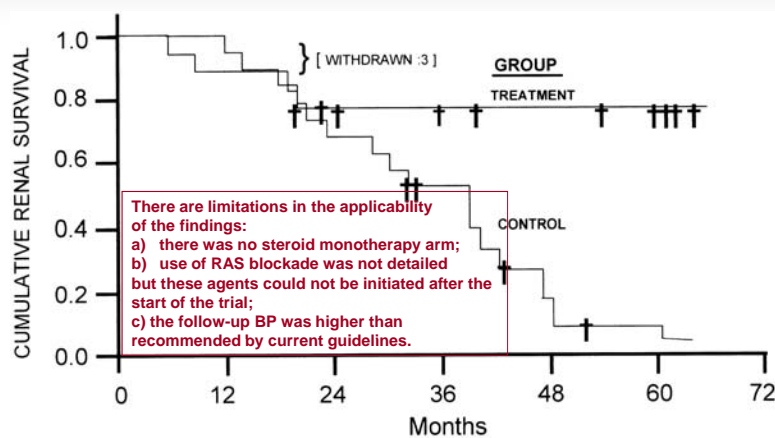 CUMULATIVE RENAL SURVIVAL
1.0
0.8
0.6
0.4
0.2
0.0
[ WITHDRAWN :3 ]
GROUP
TREATMENT
CONTROL
There are limitations in the applicability
of the findings:
a) there was no steroid monotherapy arm;
b) use of RAS blockade was not detailed
but these agents could not be initiated after the
start of the trial;
c) the follow-up BP was higher than
recommended by current guidelines.
0 12 24 36 48 60 72
Months